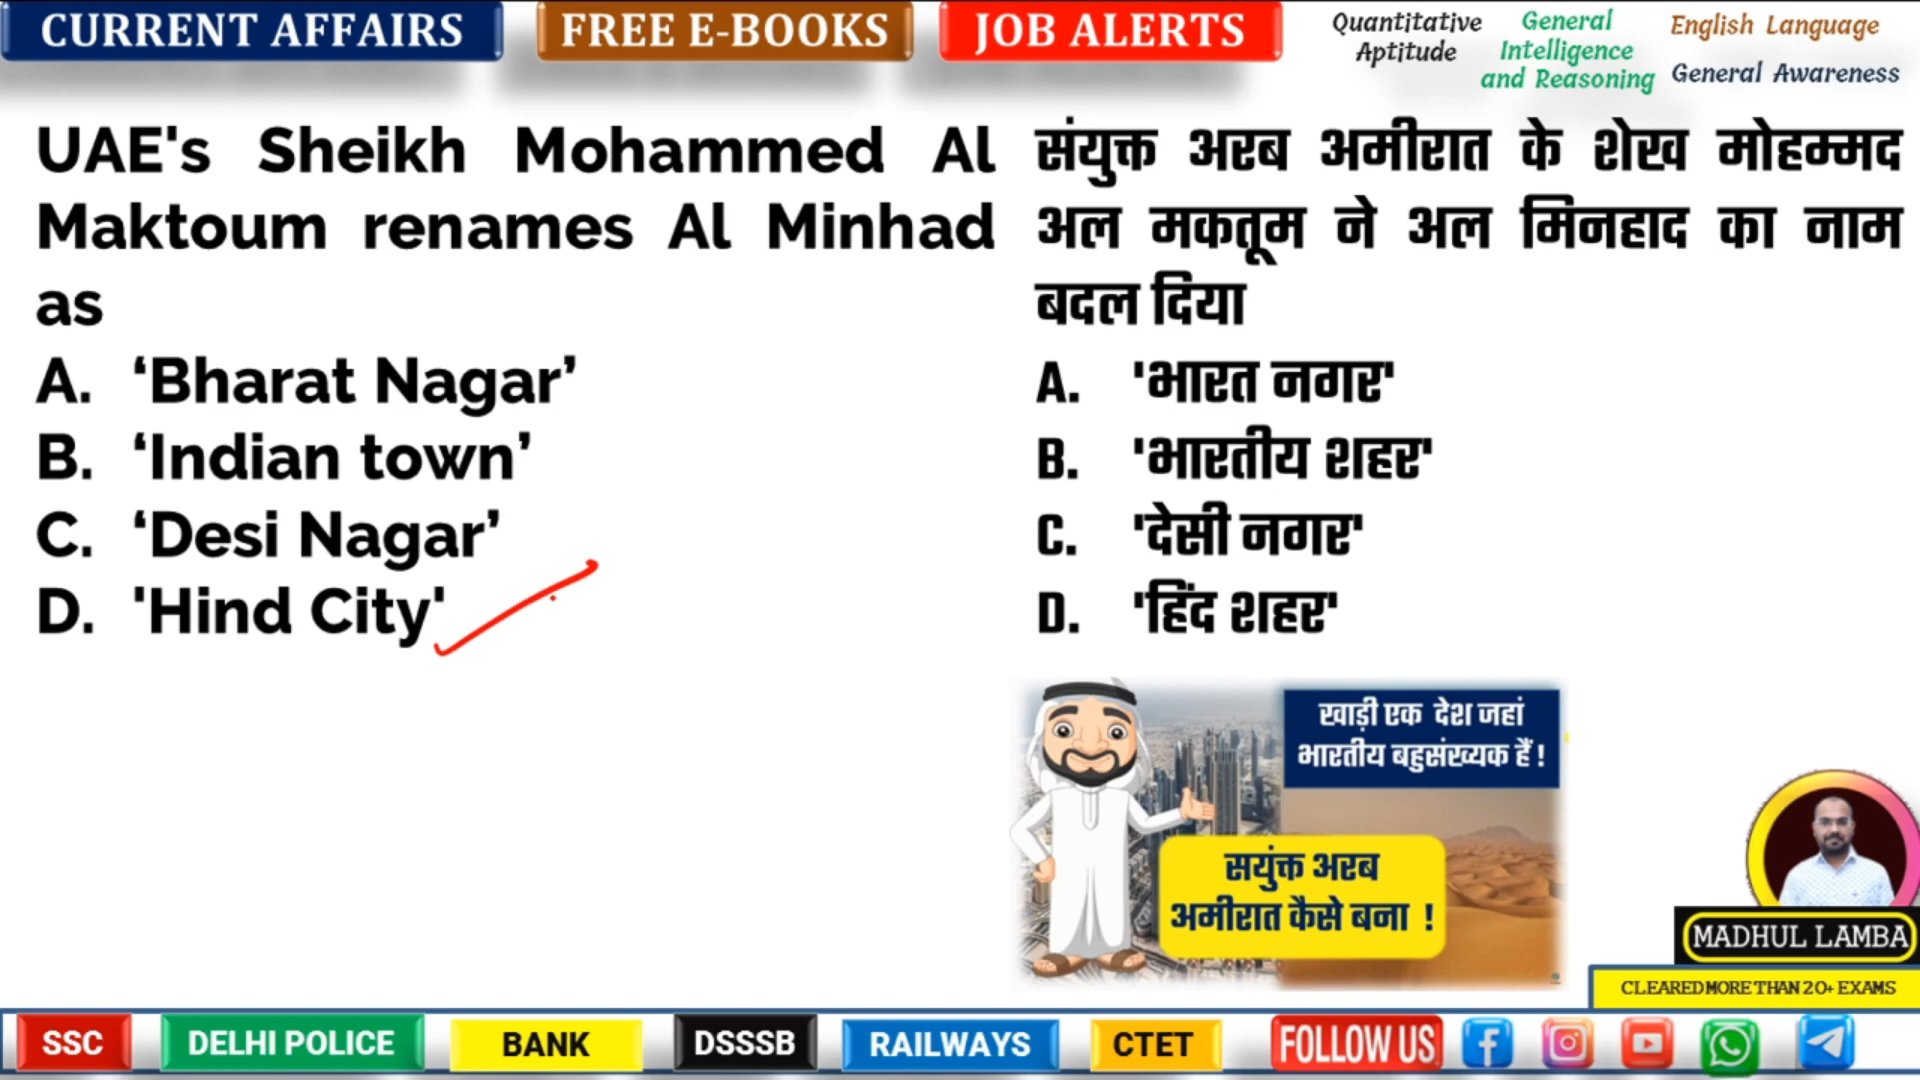 CURRENT AFFAIRS
FREE E-BOOKS
JOB ALERTS
Quantitative
Aptitude
General
Intelligence
and Reasoning
English Language
General Awareness
UAE's Sheikh Mohammed Al
Maktoum renames Al Minhad
as
A. ‘Bharat Nagar’
B. ‘Indian town’
C. ‘Desi Nagar’
D. 'Hind City'
संयुक्त अरब अमीरात के शेख मोहम्मद
अल मकतूम ने अल मिनहाद का नाम
बदल दिया
A. 'भारत नगर'
B. 'भारतीय शहर'
C. 'देसी नगर'
D. 'हिंद शहर'
खाड़ी एक देश जहां
भारतीय बहुसंख्यक हैं !
सयुंक्त अरब
अमीरात कैसे बना !
MADHUL LAMBA
CLEARED MORE THAN 20+ EXAMS
SSC
DELHI POLICE
BANK
DSSSB
RAILWAYS
CTET
FOLLOW US